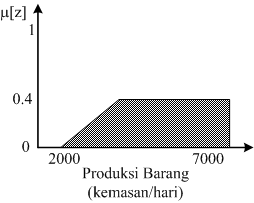 μ[z]
1
0.4
0
2000 7000
Produksi Barang
(kemasan/hari)